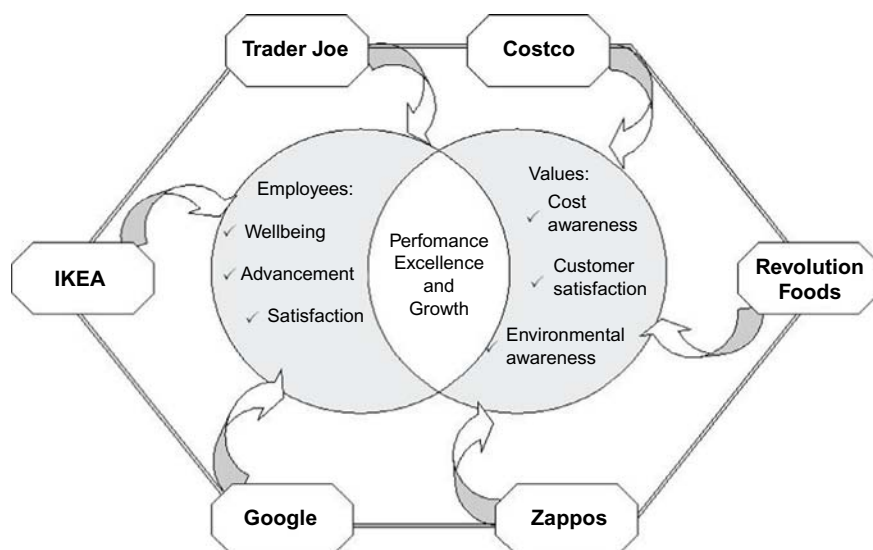 Trader Joe
Costco
Employees:
✓ Wellbeing
✓ Advancement
✓ Satisfaction
Perfomance
Excellence
and
Growth
Values:
✓ Cost
awareness
✓ Customer
satisfaction
✓ Environmental
awareness
IKEA
Revolution
Foods
Google
Zappos